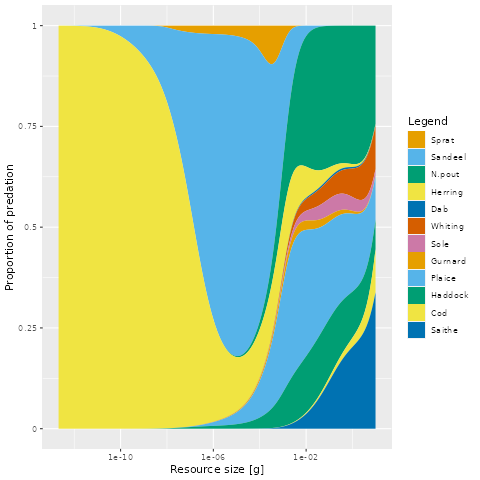 1
0.75
0.5
0.25
0
Proportion of predation
1e-10
1e-06
1e-02
Resource size [g]
Legend
Sprat
Sandeel
N.pout
Herring
Dab
Whiting
Sole
Gurnard
Plaice
Haddock
Cod
Saithe